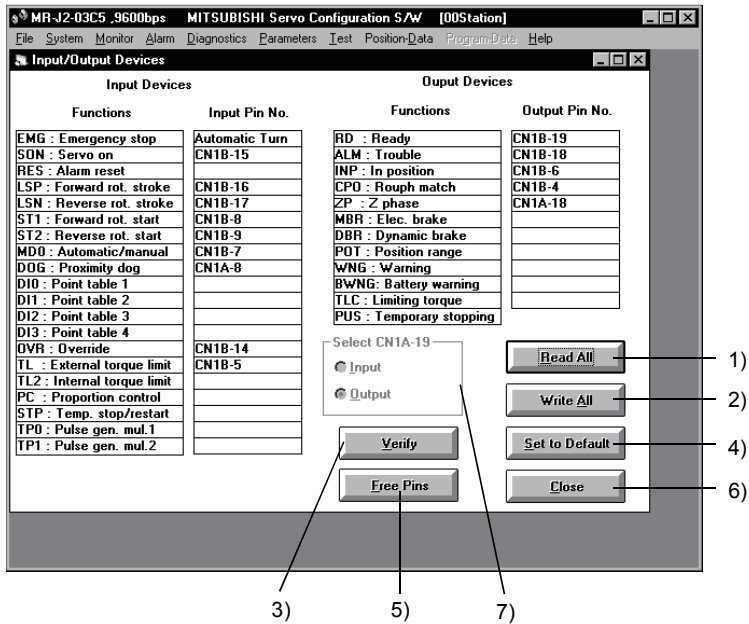 MR-J2-03C5 ,9600bps MITSUBISHI Servo Configuration S/W [00Station]
File System Monitor Alarm Diagnostics Parameters Test Position-Data Program-Data Help
Input/Output Devices
Input Devices
Functions Input Pin No.
EMG : Emergency stop Automatic Turn
SON : Servo on CN1B-15
RES : Alarm reset
LSP : Forward rot. stroke CN1B-16
LSN : Reverse rot. stroke CN1B-17
ST1 : Forward rot. start CN1B-8
ST2 : Reverse rot. start CN1B-9
MD0 : Automatic/manual CN1B-7
DOG : Proximity dog CN1A-8
DI0 : Point table 1
DI1 : Point table 2
DI2 : Point table 3
DI3 : Point table 4
OVR : Override CN1B-14
TL : External torque limit CN1B-5
TL2 : Internal torque limit
PC : Proportion control
STP : Temp. stop/restart
TP0 : Pulse gen. mul.1
TP1 : Pulse gen. mul.2
Ouput Devices
Functions Output Pin No.
RD : Ready CN1B-19
ALM : Trouble CN1B-18
INP : In position CN1B-6
CPO : Rouph match CN1B-4
ZP : Z phase CN1A-18
MBR : Elec. brake
DBR : Dynamic brake
POT : Position range
WNG : Warning
BWNG: Battery warning
TLC : Limiting torque
PUS : Temporary stopping
Select CN1A-19
Input
Output
Read All
Write All
Verify
Set to Default
Free Pins
Close
1)
2)
4)
6)
3)
5)
7)